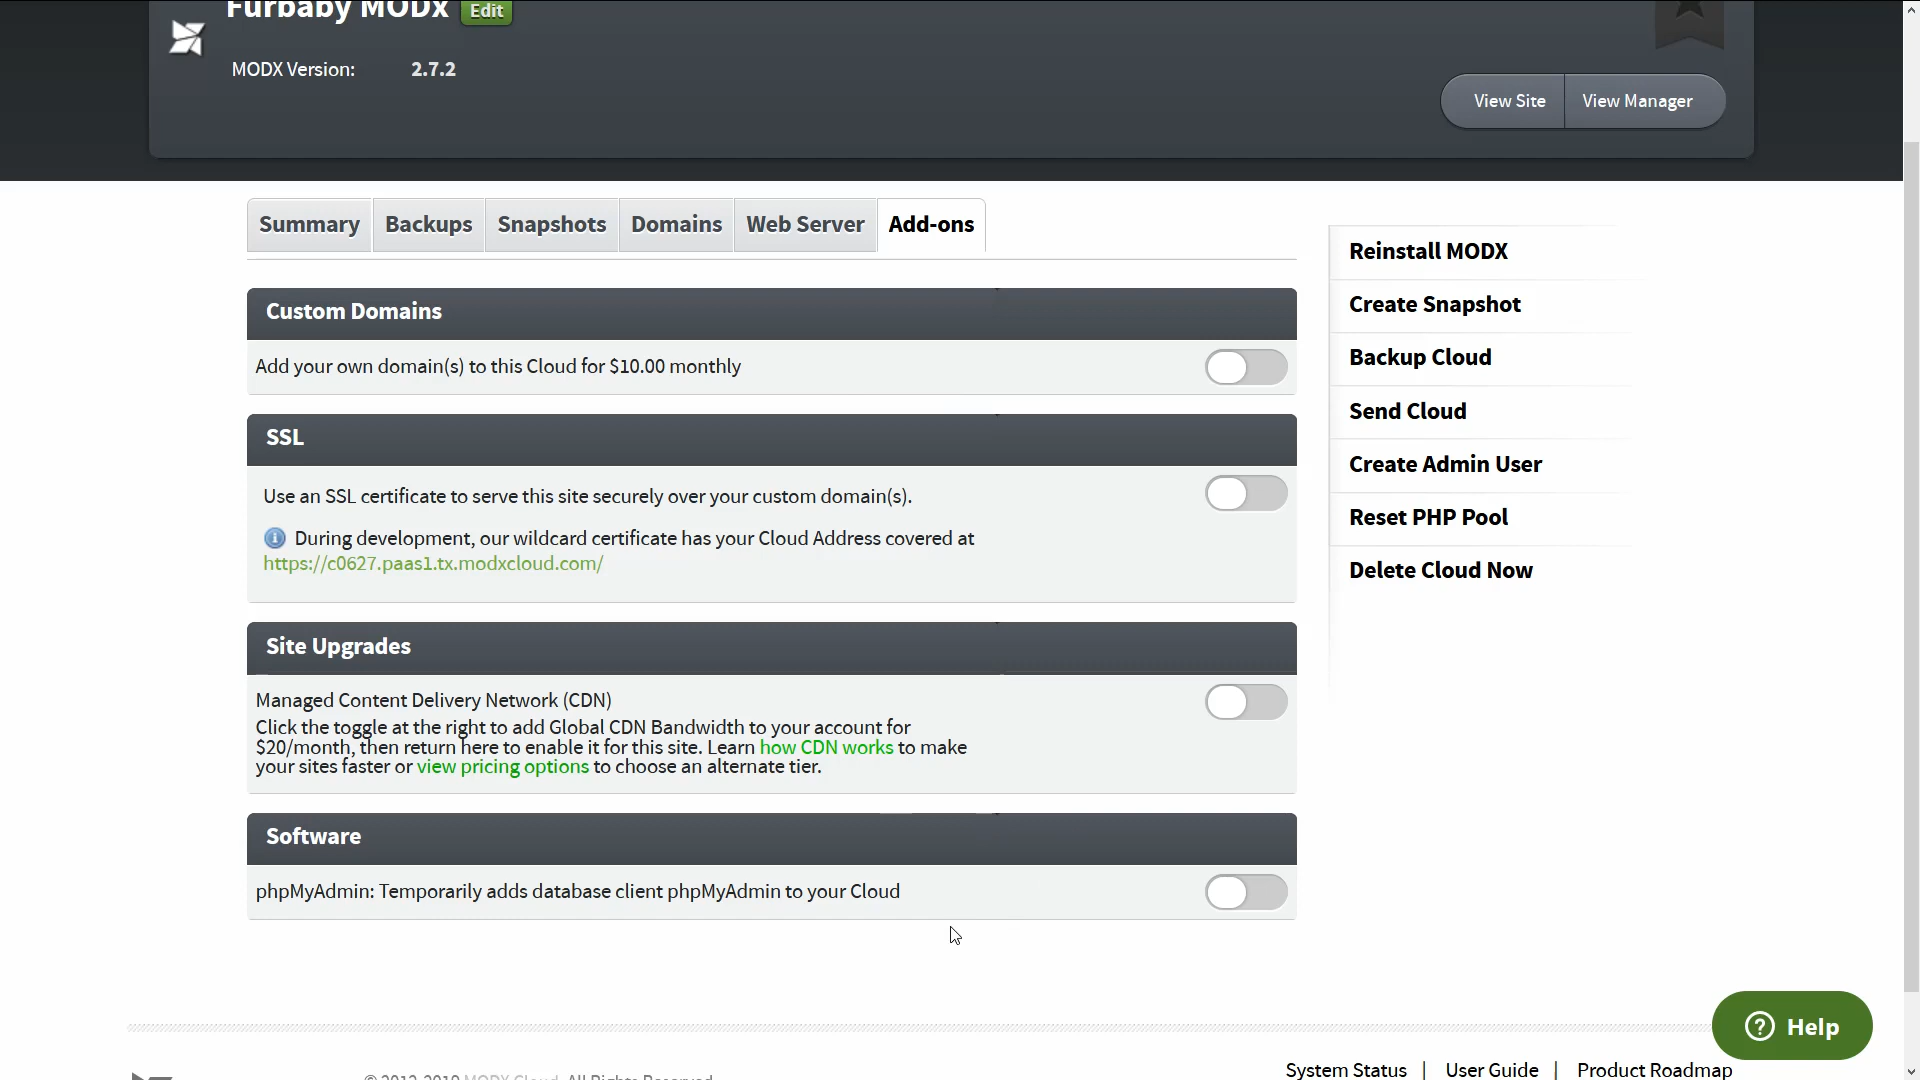 Furbaby MODX Edit
MODX Version: 2.7.2
View Site View Manager
Summary Backups Snapshots Domains Web Server Add-ons
Custom Domains
Add your own domain(s) to this Cloud for $10.00 monthly
SSL
Use an SSL certificate to serve this site securely over your custom domain(s).
During development, our wildcard certificate has your Cloud Address covered at
https://c0627.paas1.tx.modxcloud.com/
Site Upgrades
Managed Content Delivery Network (CDN)
Click the toggle at the right to add Global CDN Bandwidth to your account for
$20/month, then return here to enable it for this site. Learn how CDN works to make
your sites faster or view pricing options to choose an alternate tier.
Software
phpMyAdmin: Temporarily adds database client phpMyAdmin to your Cloud
Reinstall MODX
Create Snapshot
Backup Cloud
Send Cloud
Create Admin User
Reset PHP Pool
Delete Cloud Now
Help
System Status | User Guide | Product Roadmap
© 2012-2019 MODX Cloud. All Rights Reserved.